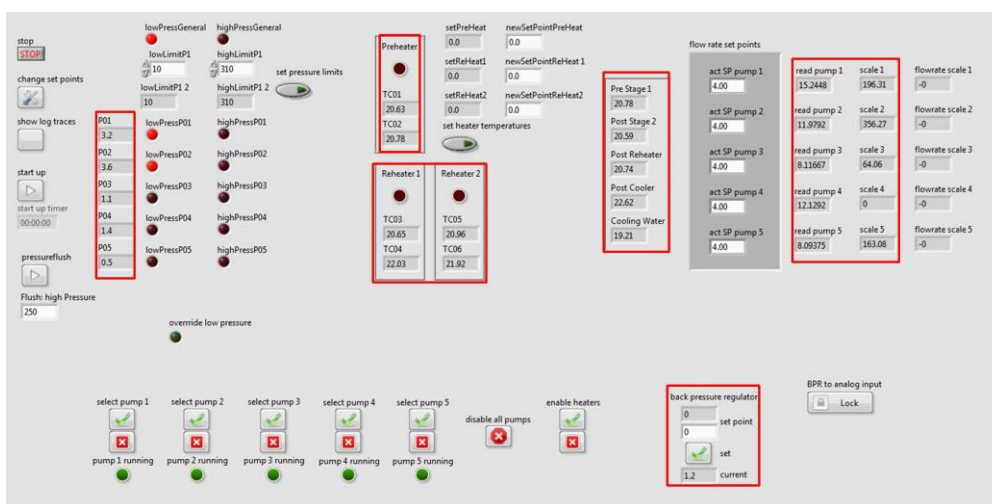 stop
STOP
change set points
show log traces
start up
start up timer
00:00:00
pressureflush
Flush: high Pressure
250
lowPressGeneral highPressGeneral
lowLimitP1 highLimitP1
10 310
lowLimitP1 2 highLimitP1 2
10 310
set pressure limits
P01 lowPressP01 highPressP01
3.2
P02 lowPressP02 highPressP02
3.6
P03 lowPressP03 highPressP03
1.1
P04 lowPressP04 highPressP04
1.4
P05 lowPressP05 highPressP05
0.5
overrride low pressure
Preheater
TC01
20.63
TC02
20.78
setPreHeat newSetPointPreHeat
0.0 0.0
setReHeat1 newSetPointReHeat 1
0.0 0.0
setReHeat2 newSetPointReHeat2
0.0 0.0
set heater temperatures
Reheater 1 Reheater 2
TC03 TC05
20.65 20.96
TC04 TC06
22.03 21.92
Pre Stage 1
20.78
Post Stage 2
20.59
Post Reheater
20.74
Post Cooler
22.62
Cooling Water
19.21
flow rate set points
act SP pump 1
4.00
act SP pump 2
4.00
act SP pump 3
4.00
act SP pump 4
4.00
act SP pump 5
4.00
read pump 1 scale 1 flowrate scale 1
15.2448 196.31 -0
read pump 2 scale 2 flowrate scale 2
11.9792 356.27 -0
read pump 3 scale 3 flowrate scale 3
8.11667 64.06 -0
read pump 4 scale 4 flowrate scale 4
12.1292 0 -0
read pump 5 scale 5 flowrate scale 5
8.09375 163.08 -0
select pump 1 select pump 2 select pump 3 select pump 4 select pump 5
pump 1 running pump 2 running pump 3 running pump 4 running pump 5 running
disable all pumps
enable heaters
back pressure regulator
0
set point
0
set
1.2 current
BPR to analog input
Lock